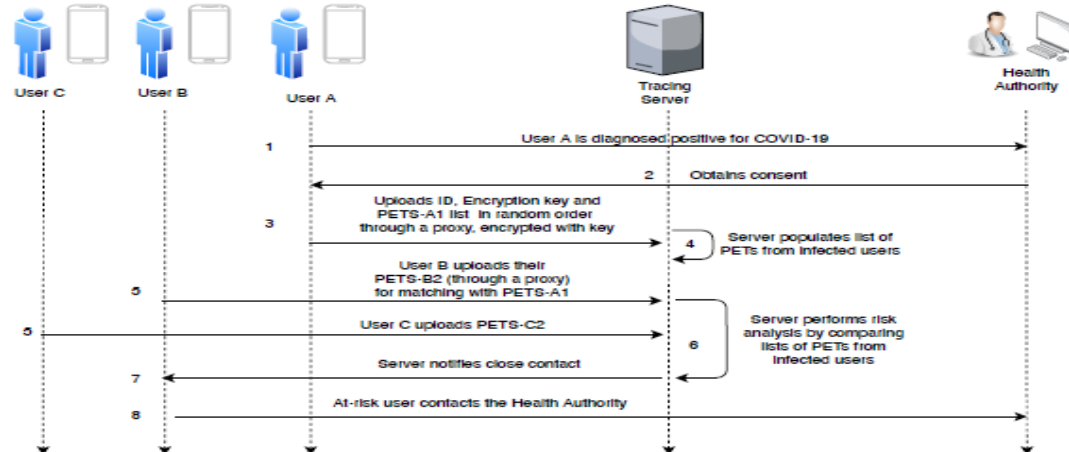 User C
User B
User A
Tracing
Server
Health
Authority
1
User A is diagnosed positive for COVID-19
2
Obtains consent
Uploads ID, Encryption key and
PETS-A1 list in random order
through a proxy, encrypted with key
3
4
Server populates list of
PETs from infected users
User B uploads their
PETS-B2 (through a proxy)
for matching with PETS-A1
5
User C uploads PETS-C2
5
Server performs risk
analysis by comparing
lists of PETs from
infected users
6
Server notifies close contact
7
At-risk user contacts the Health Authority
8